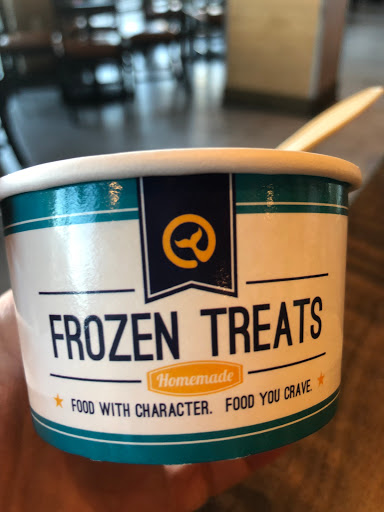 FROZEN TREATS
Homemade
FOOD WITH CHARACTER. FOOD YOU CRAVE.